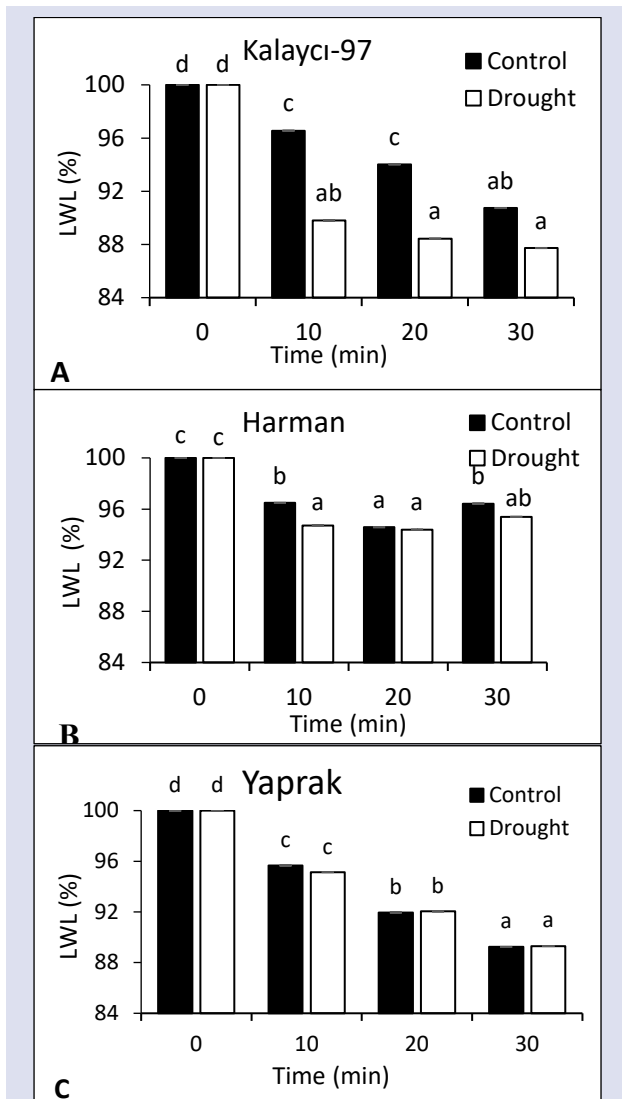 Kalaycı-97
Control
Drought
d d c ab c a ab a
LWL (%)
100
96
92
88
84
0 10 20 30
Time (min)
A
Harman
Control
Drought
c c b a a a b ab
LWL (%)
100
96
92
88
84
0 10 20 30
Time (min)
B
Yaprak
Control
Drought
d d c c b b a a
LWL (%)
100
96
92
88
84
0 10 20 30
Time (min)
C